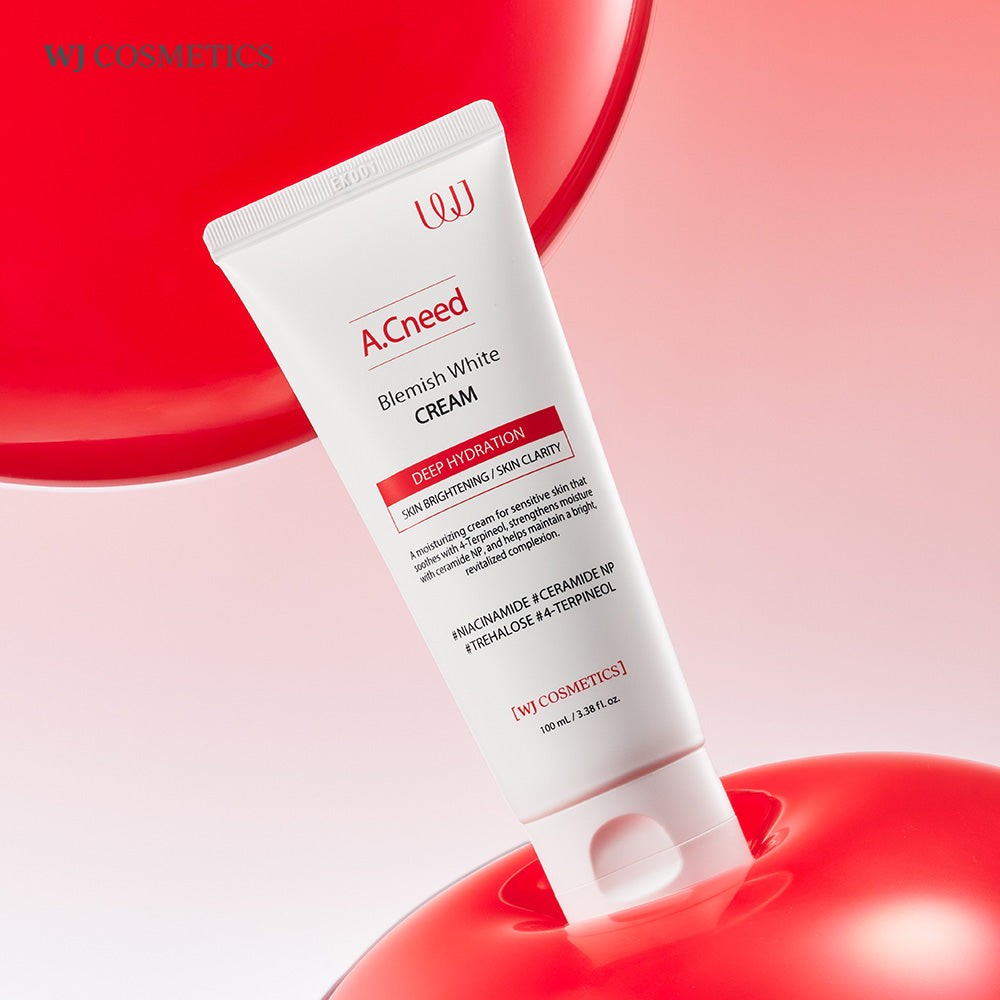 WJ COSMETICS
EK001
WJ
A.Cneed
Blemish White
CREAM
DEEP HYDRATION
SKIN BRIGHTENING / SKIN CLARITY
A moisturizing cream for sensitive skin that
soothes with 4-Terpineol, strengthens moisture
with ceramide NP, and helps maintain a bright,
revitalized complexion.
#NIACINAMIDE #CERAMIDE NP
#TREHALOSE #4-TERPINEOL
[WJ COSMETICS]
100 mL / 3.38 fl. oz.